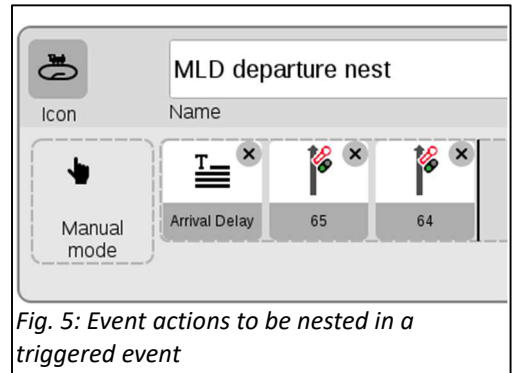 MLD departure nest
Icon
Name
T
Manual
mode
Arrival Delay
65
64
Fig. 5: Event actions to be nested in a
triggered event